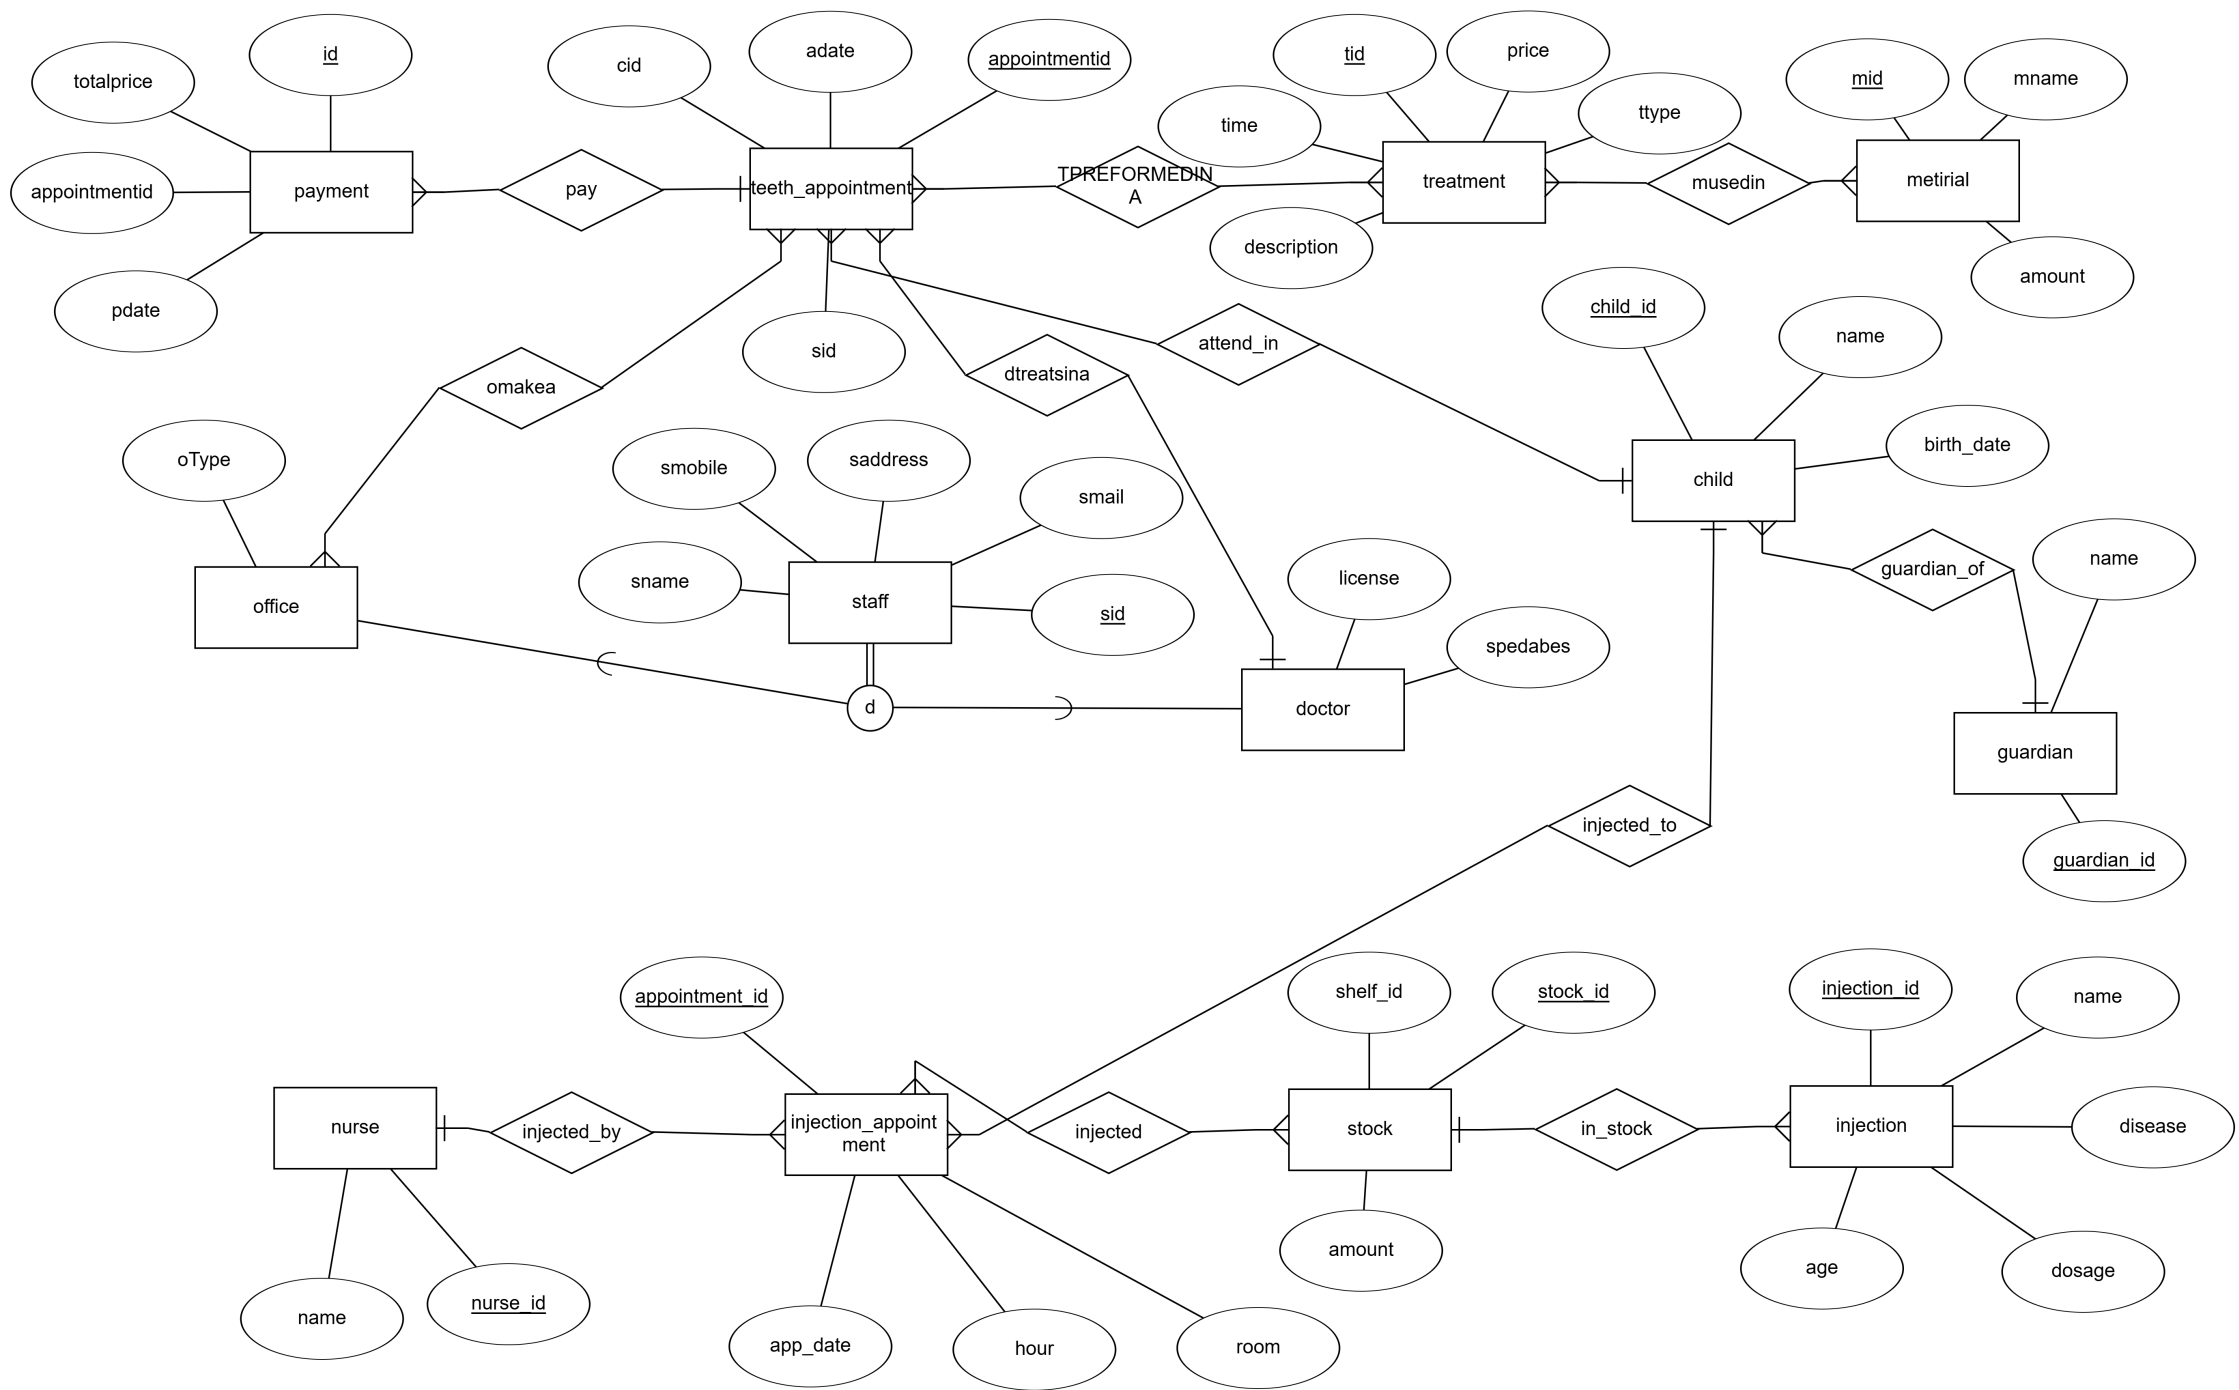 id
totalprice
appointmentid
pdate
payment
pay
cid
adate
appointmentid
teeth_appointment
sid
TPREFORMEDIN
A
tid
price
time
ttype
description
treatment
musedin
mid
mname
metirial
amount
omakea
dtreatsina
attend_in
child_id
name
birth_date
child
oType
office
smobile
saddress
smail
sname
staff
sid
d
license
spedabes
doctor
guardian_of
name
guardian
guardian_id
injected_to
appointment_id
nurse
injected_by
injection_appoint
ment
injected
shelf_id
stock_id
stock
in_stock
injection_id
name
injection
disease
amount
age
dosage
name
nurse_id
app_date
hour
room